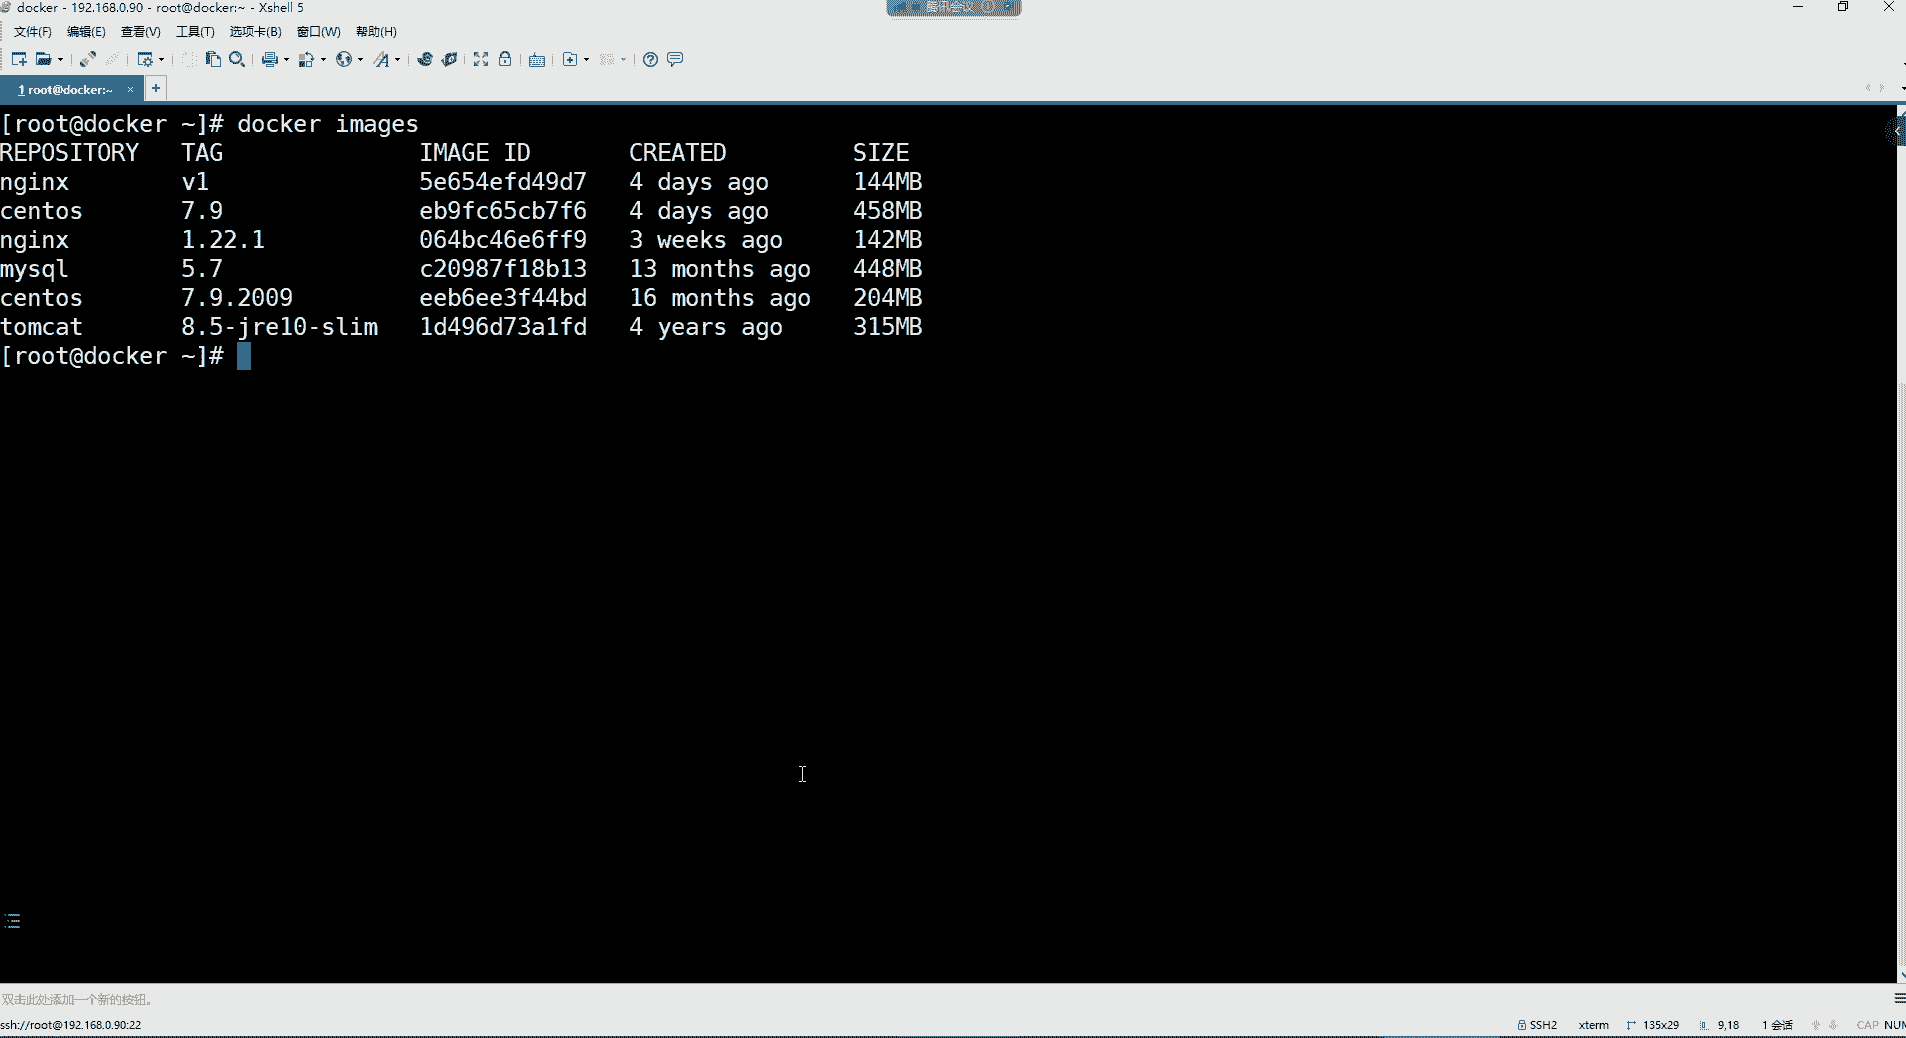 docker - 192.168.0.90 - root@docker:~ - Xshell 5
腾讯会议
文件(F) 编辑(E) 查看(V) 工具(T) 选项卡(B) 窗口(W) 帮助(H)
1 root@docker:~ × +
[root@docker ~]# docker images
REPOSITORY TAG IMAGE ID CREATED SIZE
nginx v1 5e654efd49d7 4 days ago 144MB
centos 7.9 eb9fc65cb7f6 4 days ago 458MB
nginx 1.22.1 064bc46e6ff9 3 weeks ago 142MB
mysql 5.7 c20987f18b13 13 months ago 448MB
centos 7.9.2009 eeb6ee3f44bd 16 months ago 204MB
tomcat 8.5-jre10-slim 1d496d73a1fd 4 years ago 315MB
[root@docker ~]#
双击此处添加一个新的按钮。
ssh://root@192.168.0.90:22 SSH2 xterm 135x29 9,18 1 会话 CAP NUM